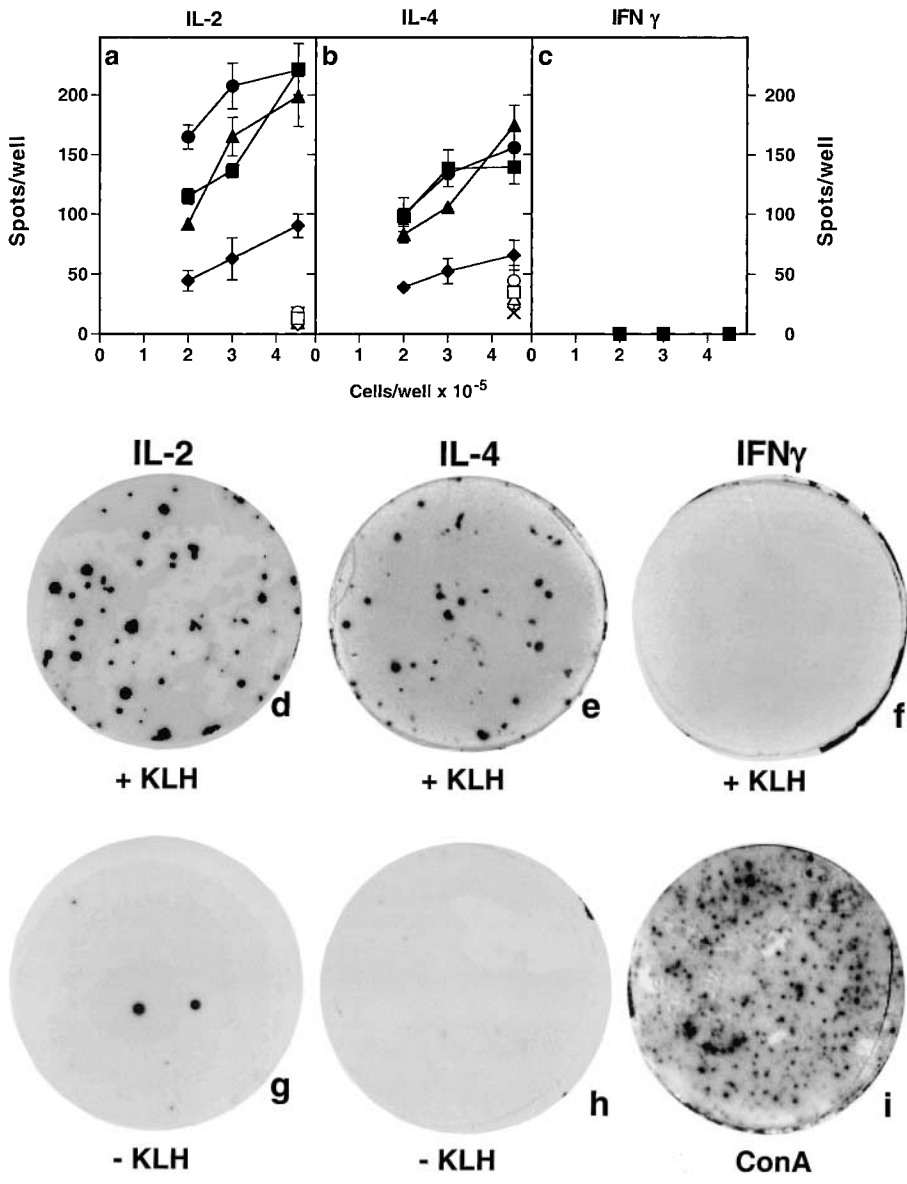 IL-2 IL-4 IFN γ
a b c
200 200
150 150
100 100
50 50
0 0
Spots/well Spots/well
0 1 2 3 4 0 2 3 4 0 2 3 4
Cells/well x 10⁻⁵
IL-2 IL-4 IFNγ
d e f
+ KLH + KLH + KLH
g h i
- KLH - KLH ConA